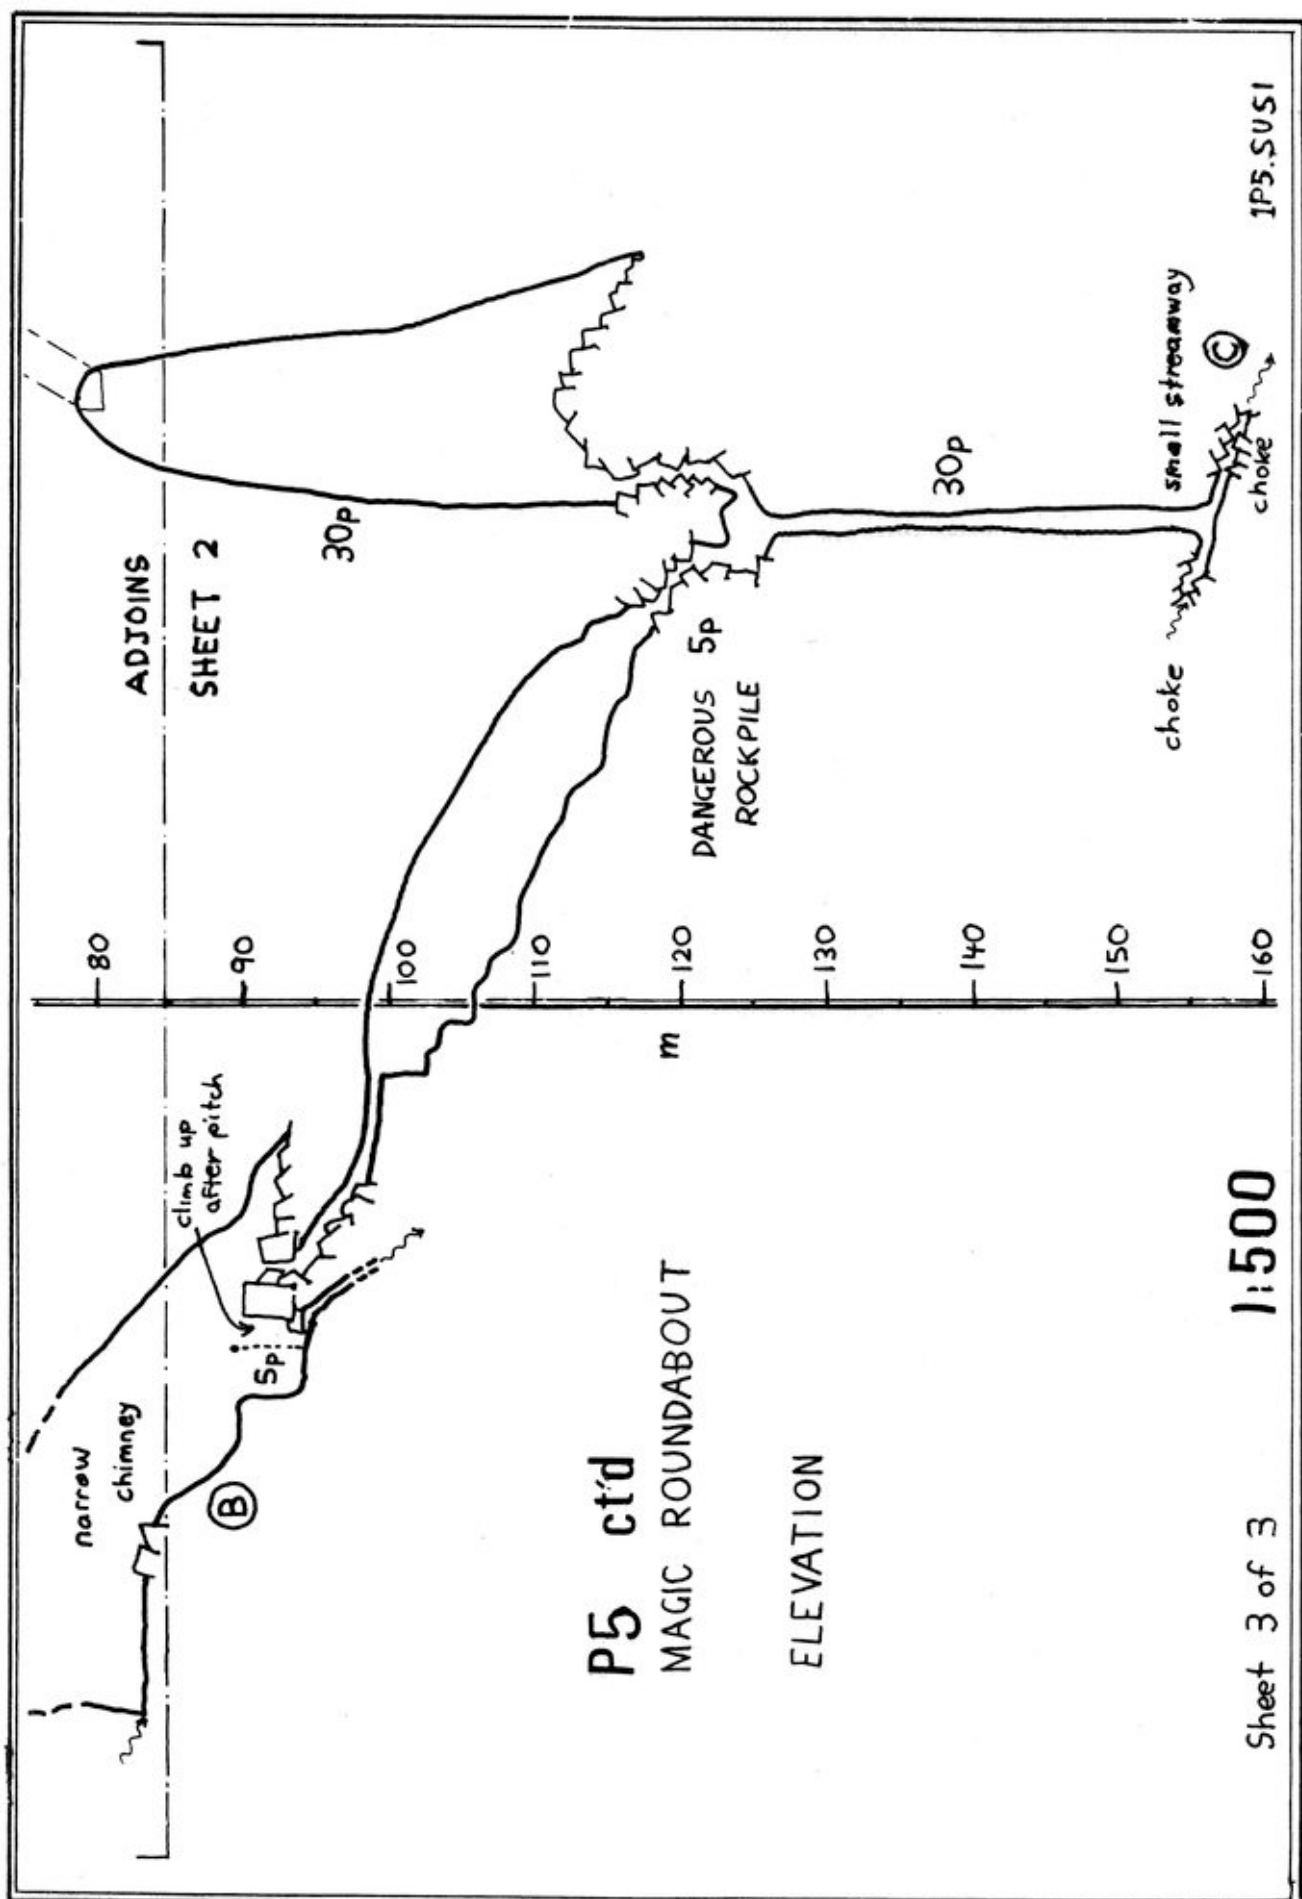 ADJOINS
SHEET 2
narrow
chimney
climb up
after pitch
5p
B
30p
80
90
100
110
120
130
140
150
160
m
DANGEROUS 5p
ROCKPILE
30p
small streamway
C
choke
choke
P5 ct'd
MAGIC ROUNDABOUT
ELEVATION
Sheet 3 of 3
1:500
1P5.SUS1